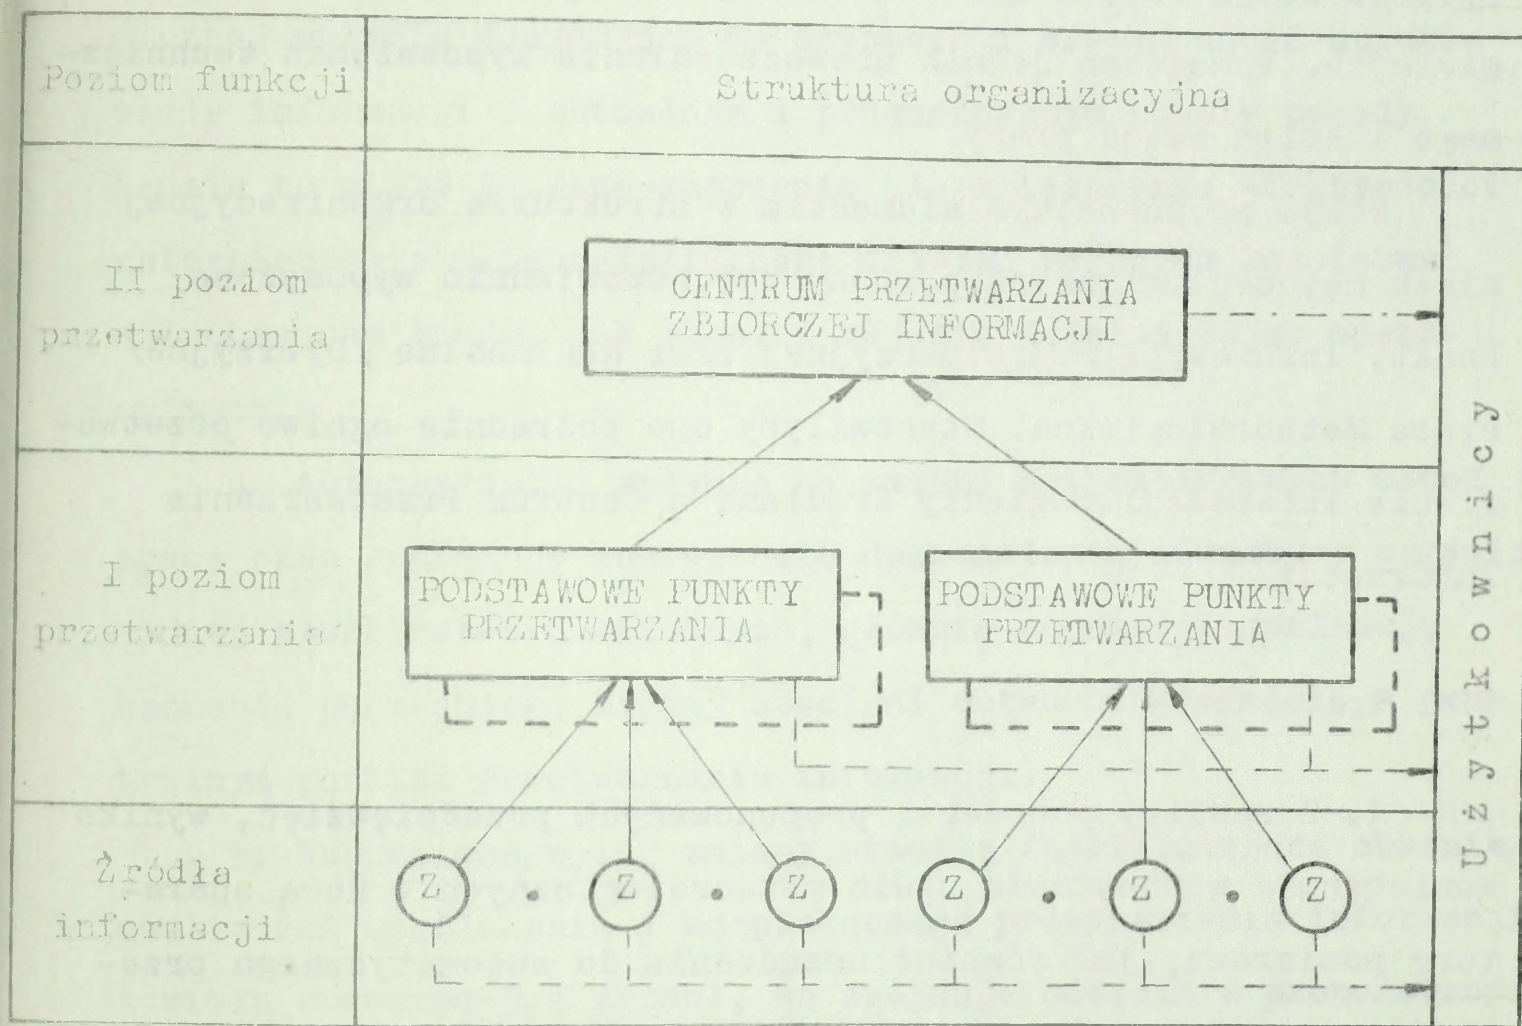 Poziom funkcji
Struktura organizacyjna
II poziom
przetwarzania
CENTRUM PRZETWARZANIA
ZBIORCZEJ INFORMACJI
I poziom
przetwarzania
PODSTAWOWE PUNKTY
PRZETWARZANIA
PODSTAWOWE PUNKTY
PRZETWARZANIA
Źródła
informacji
Z . Z . Z Z . Z . Z
Użytkownicy